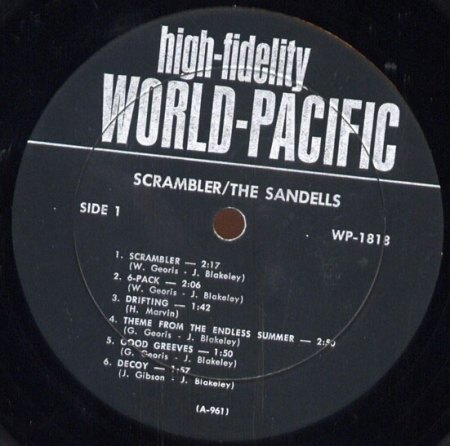 high-fidelity
WORLD-PACIFIC
SCRAMBLER/THE SANDELLS
SIDE 1
WP-1818
1. SCRAMBLER — 2:17
(W. Georis - J. Blakeley)
2. 6-PACK — 2:06
(W. Georis - J. Blakeley)
3. DRIFTING — 1:42
(H. Marvin)
4. THEME FROM THE ENDLESS SUMMER —
(G. Georis - J. Blakeley)
5. GOOD GREEVES — 1:50
(G. Georis - J. Blakeley)
6. DECOY — 1:57
(J. Gibson - J. Blakeley)
(A-961)